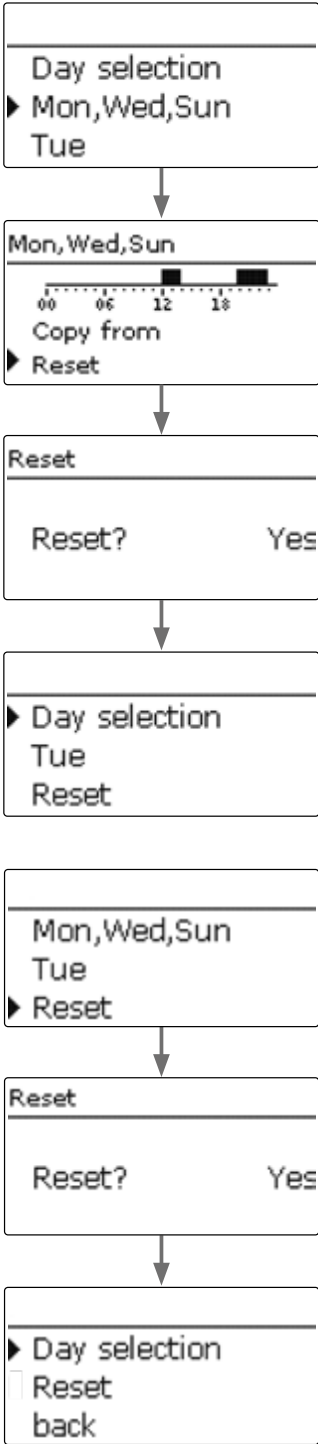 Day selection
Mon,Wed,Sun
Tue
Mon,Wed,Sun
00 06 12 18
Copy from
Reset
Reset
Reset? Yes
Day selection
Tue
Reset
Mon,Wed,Sun
Tue
Reset
Reset
Reset? Yes
Day selection
Reset
back